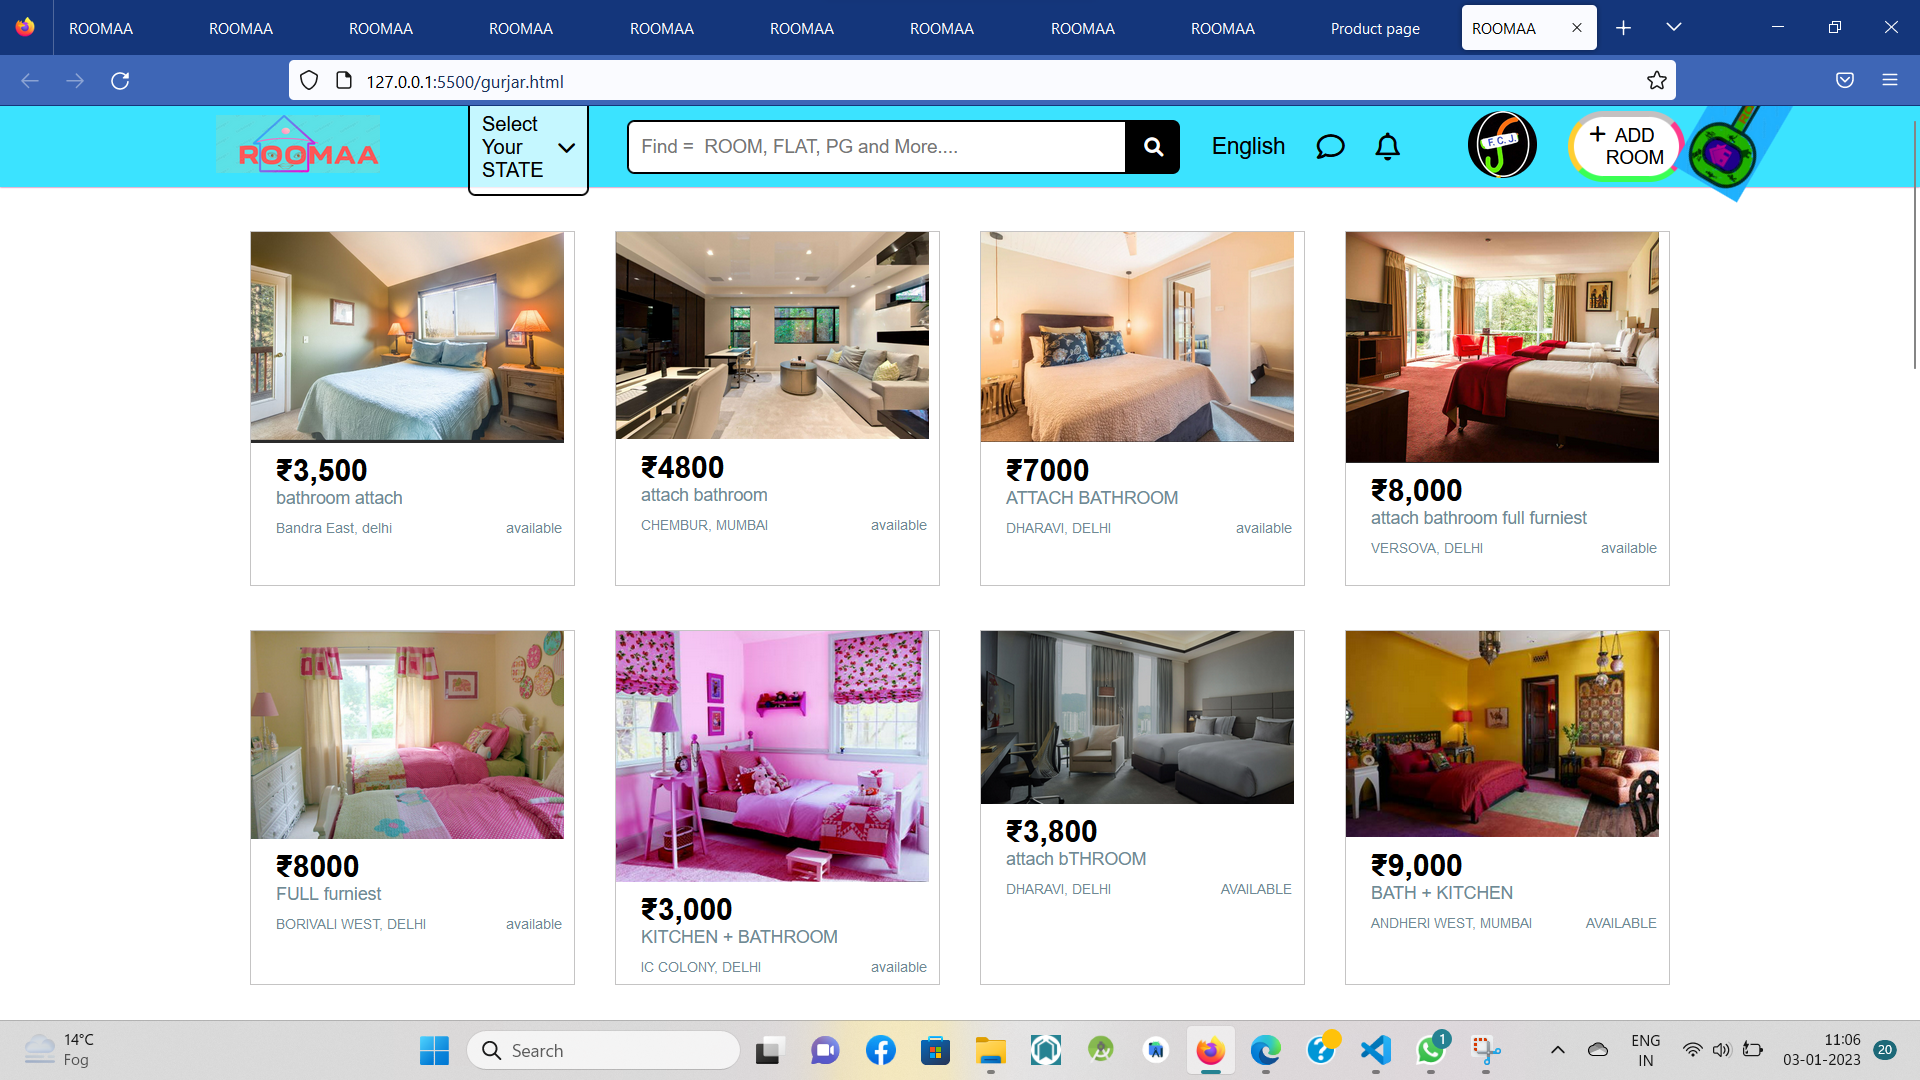 ROOMAA ROOMAA ROOMAA ROOMAA ROOMAA ROOMAA ROOMAA ROOMAA ROOMAA Product page ROOMAA
127.0.0.1:5500/gurjar.html
ROOMAA
Select
Your
STATE
Find =  ROOM, FLAT, PG and More....
English
F. C. J.
+ ADD
ROOM
₹3,500
bathroom attach
Bandra East, delhi available
₹4800
attach bathroom
CHEMBUR, MUMBAI available
₹7000
ATTACH BATHROOM
DHARAVI, DELHI available
₹8,000
attach bathroom full furniest
VERSOVA, DELHI available
₹8000
FULL furniest
BORIVALI WEST, DELHI available
₹3,000
KITCHEN + BATHROOM
IC COLONY, DELHI available
₹3,800
attach bTHROOM
DHARAVI, DELHI AVAILABLE
₹9,000
BATH + KITCHEN
ANDHERI WEST, MUMBAI AVAILABLE
14°C
Fog
Search
1
ENG
IN
11:06
03-01-2023
20